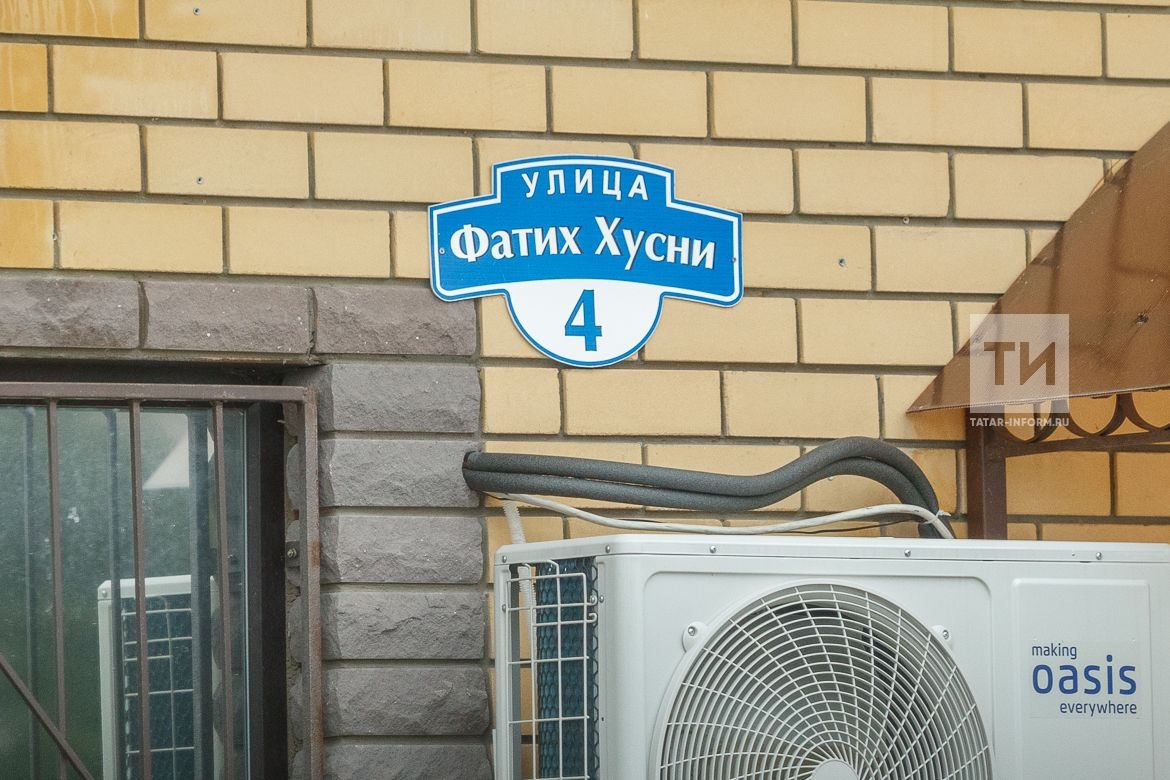 УЛИЦА
Фатих Хусни
4
ТИ
TATAR-INFORM.RU
making
oasis
everywhere